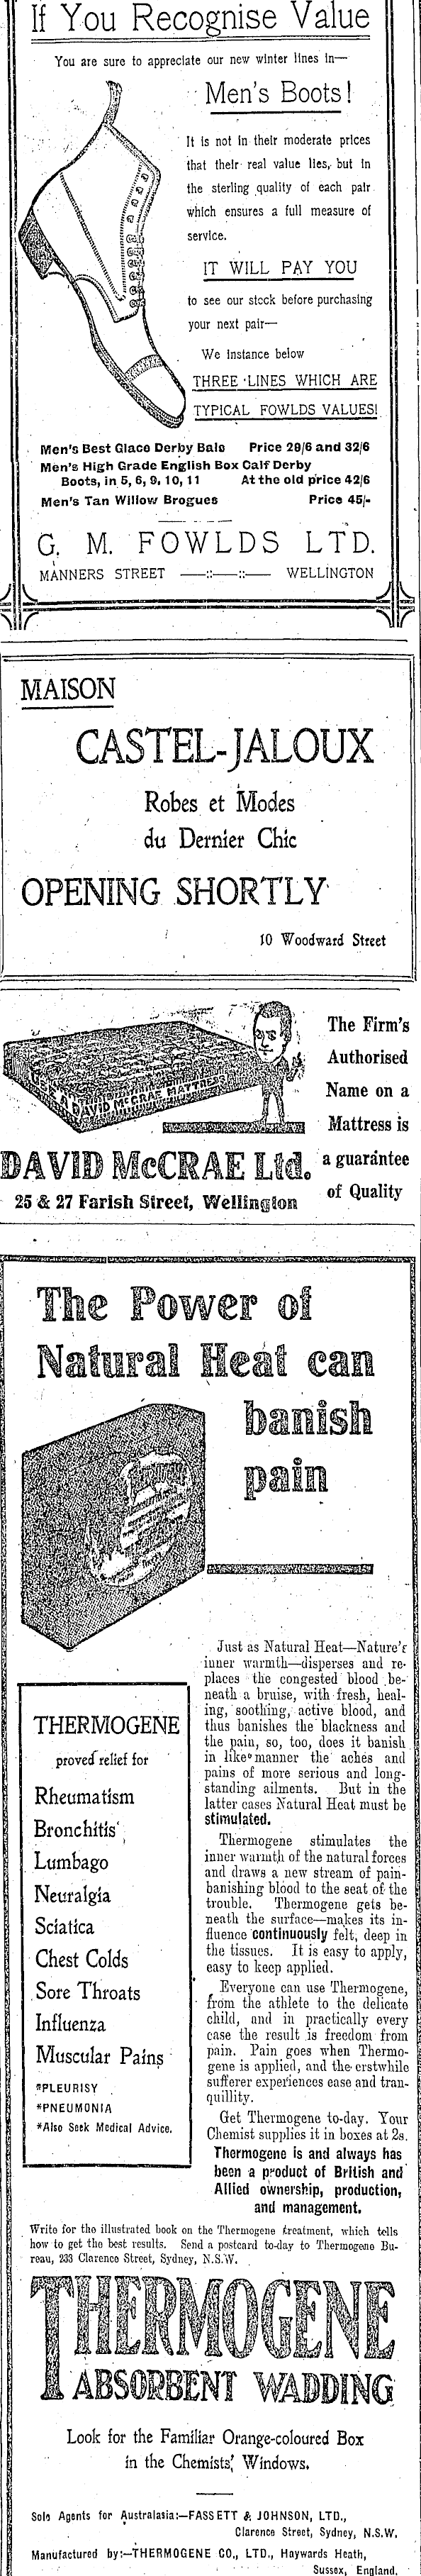 If You Recognise Value
You are sure to appreciate our new winter lines in—
Men's Boots!
It is not in their moderate prices
that their real value lies, but in
the sterling quality of each pair
which ensures a full measure of
service.
IT WILL PAY YOU
to see our stock before purchasing
your next pair—
We instance below
THREE LINES WHICH ARE
TYPICAL FOWLDS VALUES!
Men's Best Glace Derby Bals Price 29/6 and 32/6
Men's High Grade English Box Calf Derby
Boots, in 5, 6, 9, 10, 11 At the old price 42/6
Men's Tan Willow Brogues Price 45/-
G. M. FOWLDS LTD.
MANNERS STREET —::—::— WELLINGTON
MAISON
CASTEL-JALOUX
Robes et Modes
du Dernier Chic
OPENING SHORTLY
10 Woodward Street
ASK A DAVID McCRAE MATTRESS
The Firm's
Authorised
Name on a
Mattress is
a guarantee
of Quality
DAVID McCRAE Ltd.
25 & 27 Farish Street, Wellington
The Power of
Natural Heat can
banish
pain
Just as Natural Heat—Nature's
inner warmth—disperses and re-
places the congested blood be-
neath a bruise, with fresh, heal-
ing, soothing, active blood, and
thus banishes the blackness and
the pain, so, too, does it banish
in like manner the aches and
pains of more serious and long-
standing ailments. But in the
latter cases Natural Heat must be
stimulated.
Thermogene stimulates the
inner warmth of the natural forces
and draws a new stream of pain-
banishing blood to the seat of the
trouble. Thermogene gets be-
neath the surface—makes its in-
fluence continuously felt, deep in
the tissues. It is easy to apply,
easy to keep applied.
Everyone can use Thermogene,
from the athlete to the delicate
child, and in practically every
case the result is freedom from
pain. Pain goes when Thermo-
gene is applied, and the erstwhile
sufferer experiences ease and tran-
quillity.
Get Thermogene to-day. Your
Chemist supplies it in boxes at 2s.
Thermogene is and always has
been a product of British and
Allied ownership, production,
and management.
THERMOGENE
proved relief for
Rheumatism
Bronchitis
Lumbago
Neuralgia
Sciatica
Chest Colds
Sore Throats
Influenza
Muscular Pains
*PLEURISY
*PNEUMONIA
*Also Seek Medical Advice.
Write for the illustrated book on the Thermogene treatment, which tells
how to get the best results. Send a postcard to-day to Thermogene Bu-
reau, 233 Clarence Street, Sydney, N.S.W.
THERMOGENE
ABSORBENT WADDING
Look for the Familiar Orange-coloured Box
in the Chemists' Windows.
Sole Agents for Australasia:—FASSETT & JOHNSON, LTD.,
Clarence Street, Sydney, N.S.W.
Manufactured by:—THERMOGENE CO., LTD., Haywards Heath,
Sussex, England.